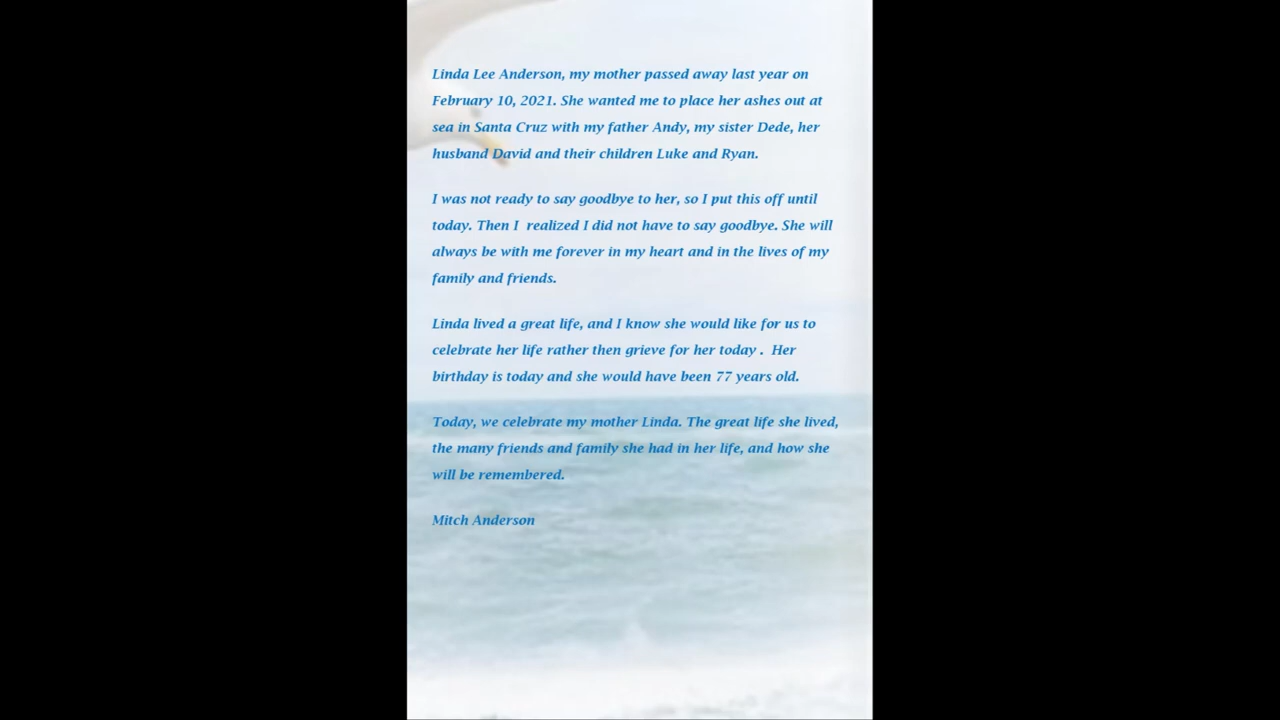 Linda Lee Anderson, my mother passed away last year on
February 10, 2021. She wanted me to place her ashes out at
sea in Santa Cruz with my father Andy, my sister Dede, her
husband David and their children Luke and Ryan.
I was not ready to say goodbye to her, so I put this off until
today. Then I  realized I did not have to say goodbye. She will
always be with me forever in my heart and in the lives of my
family and friends.
Linda lived a great life, and I know she would like for us to
celebrate her life rather then grieve for her today .  Her
birthday is today and she would have been 77 years old.
Today, we celebrate my mother Linda. The great life she lived,
the many friends and family she had in her life, and how she
will be remembered.
Mitch Anderson